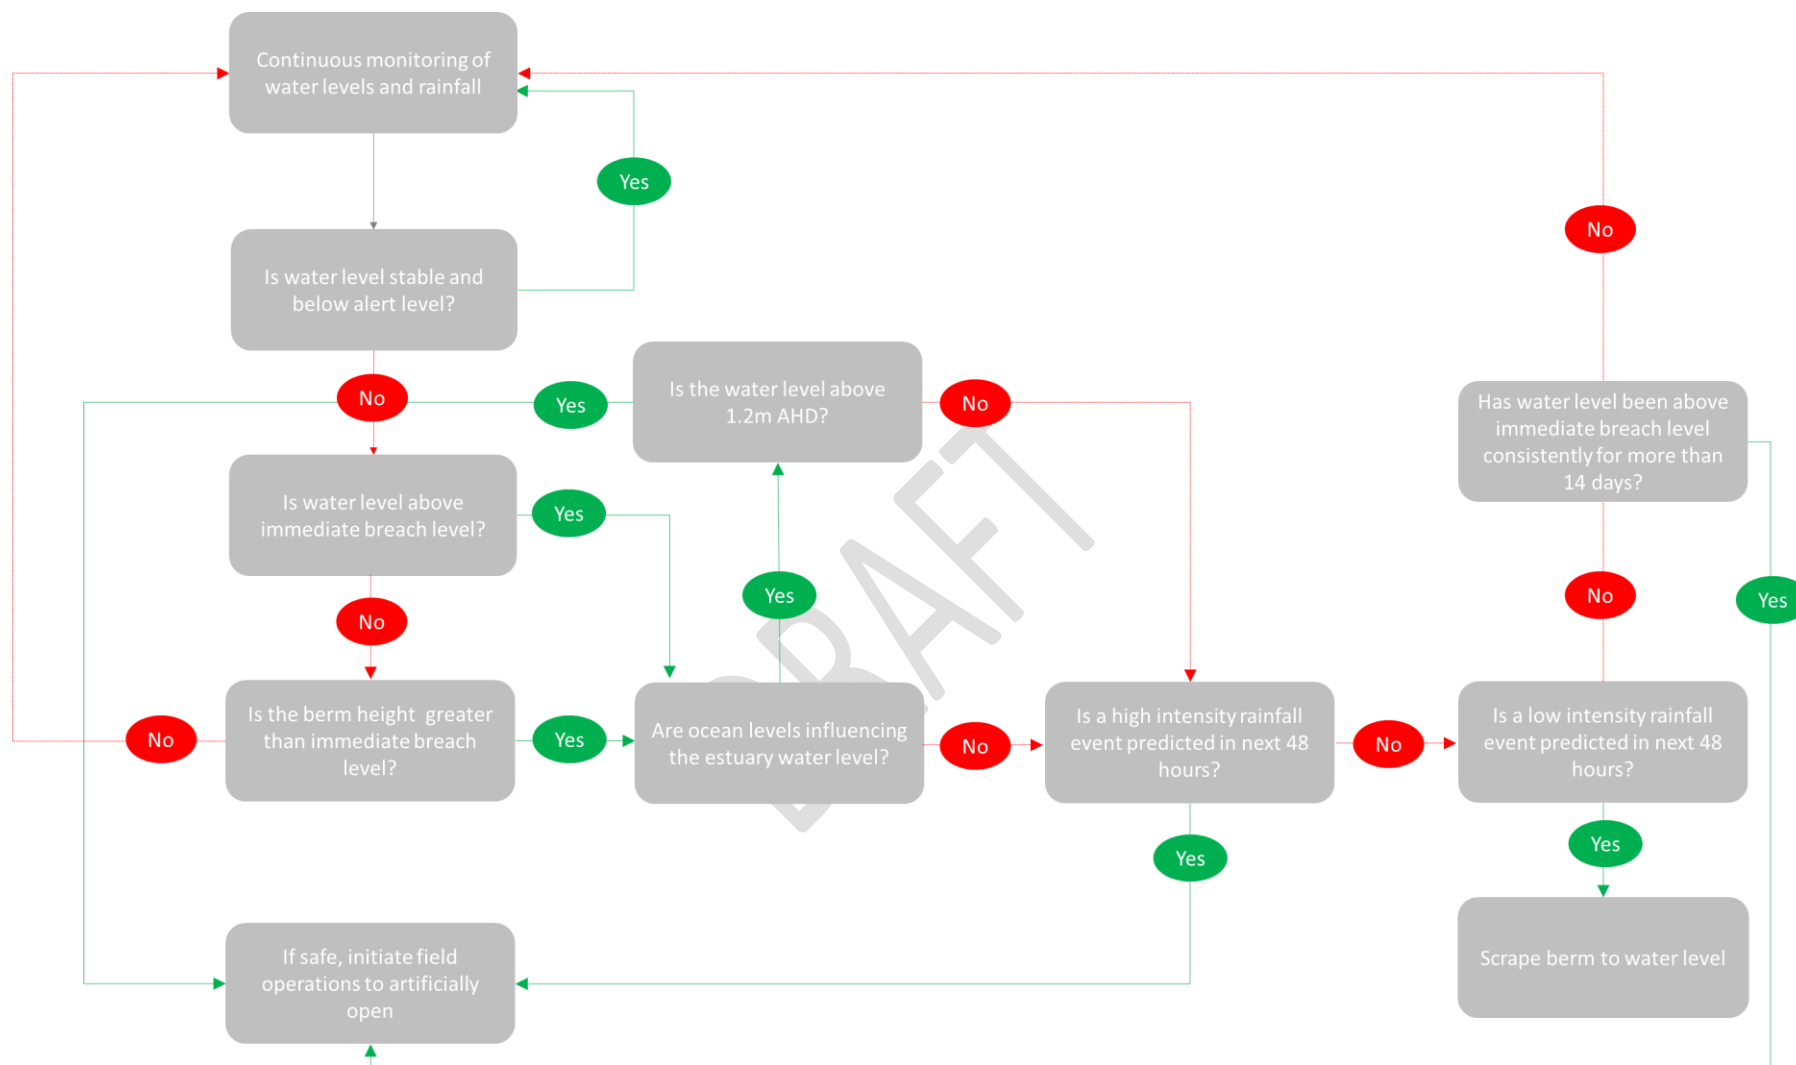 Continuous monitoring of
water levels and rainfall
Yes
No
Is water level stable and
below alert level?
No
Yes
Is the water level above
1.2m AHD?
No
Has water level been above
immediate breach level
consistently for more than
14 days?
Is water level above
immediate breach level?
Yes
Yes
No
Yes
No
Is the berm height greater
than immediate breach
level?
No
Yes
Are ocean levels influencing
the estuary water level?
No
Is a high intensity rainfall
event predicted in next 48
hours?
No
Is a low intensity rainfall
event predicted in next 48
hours?
DRAFT
Yes
Yes
If safe, initiate field
operations to artificially
open
Scrape berm to water level